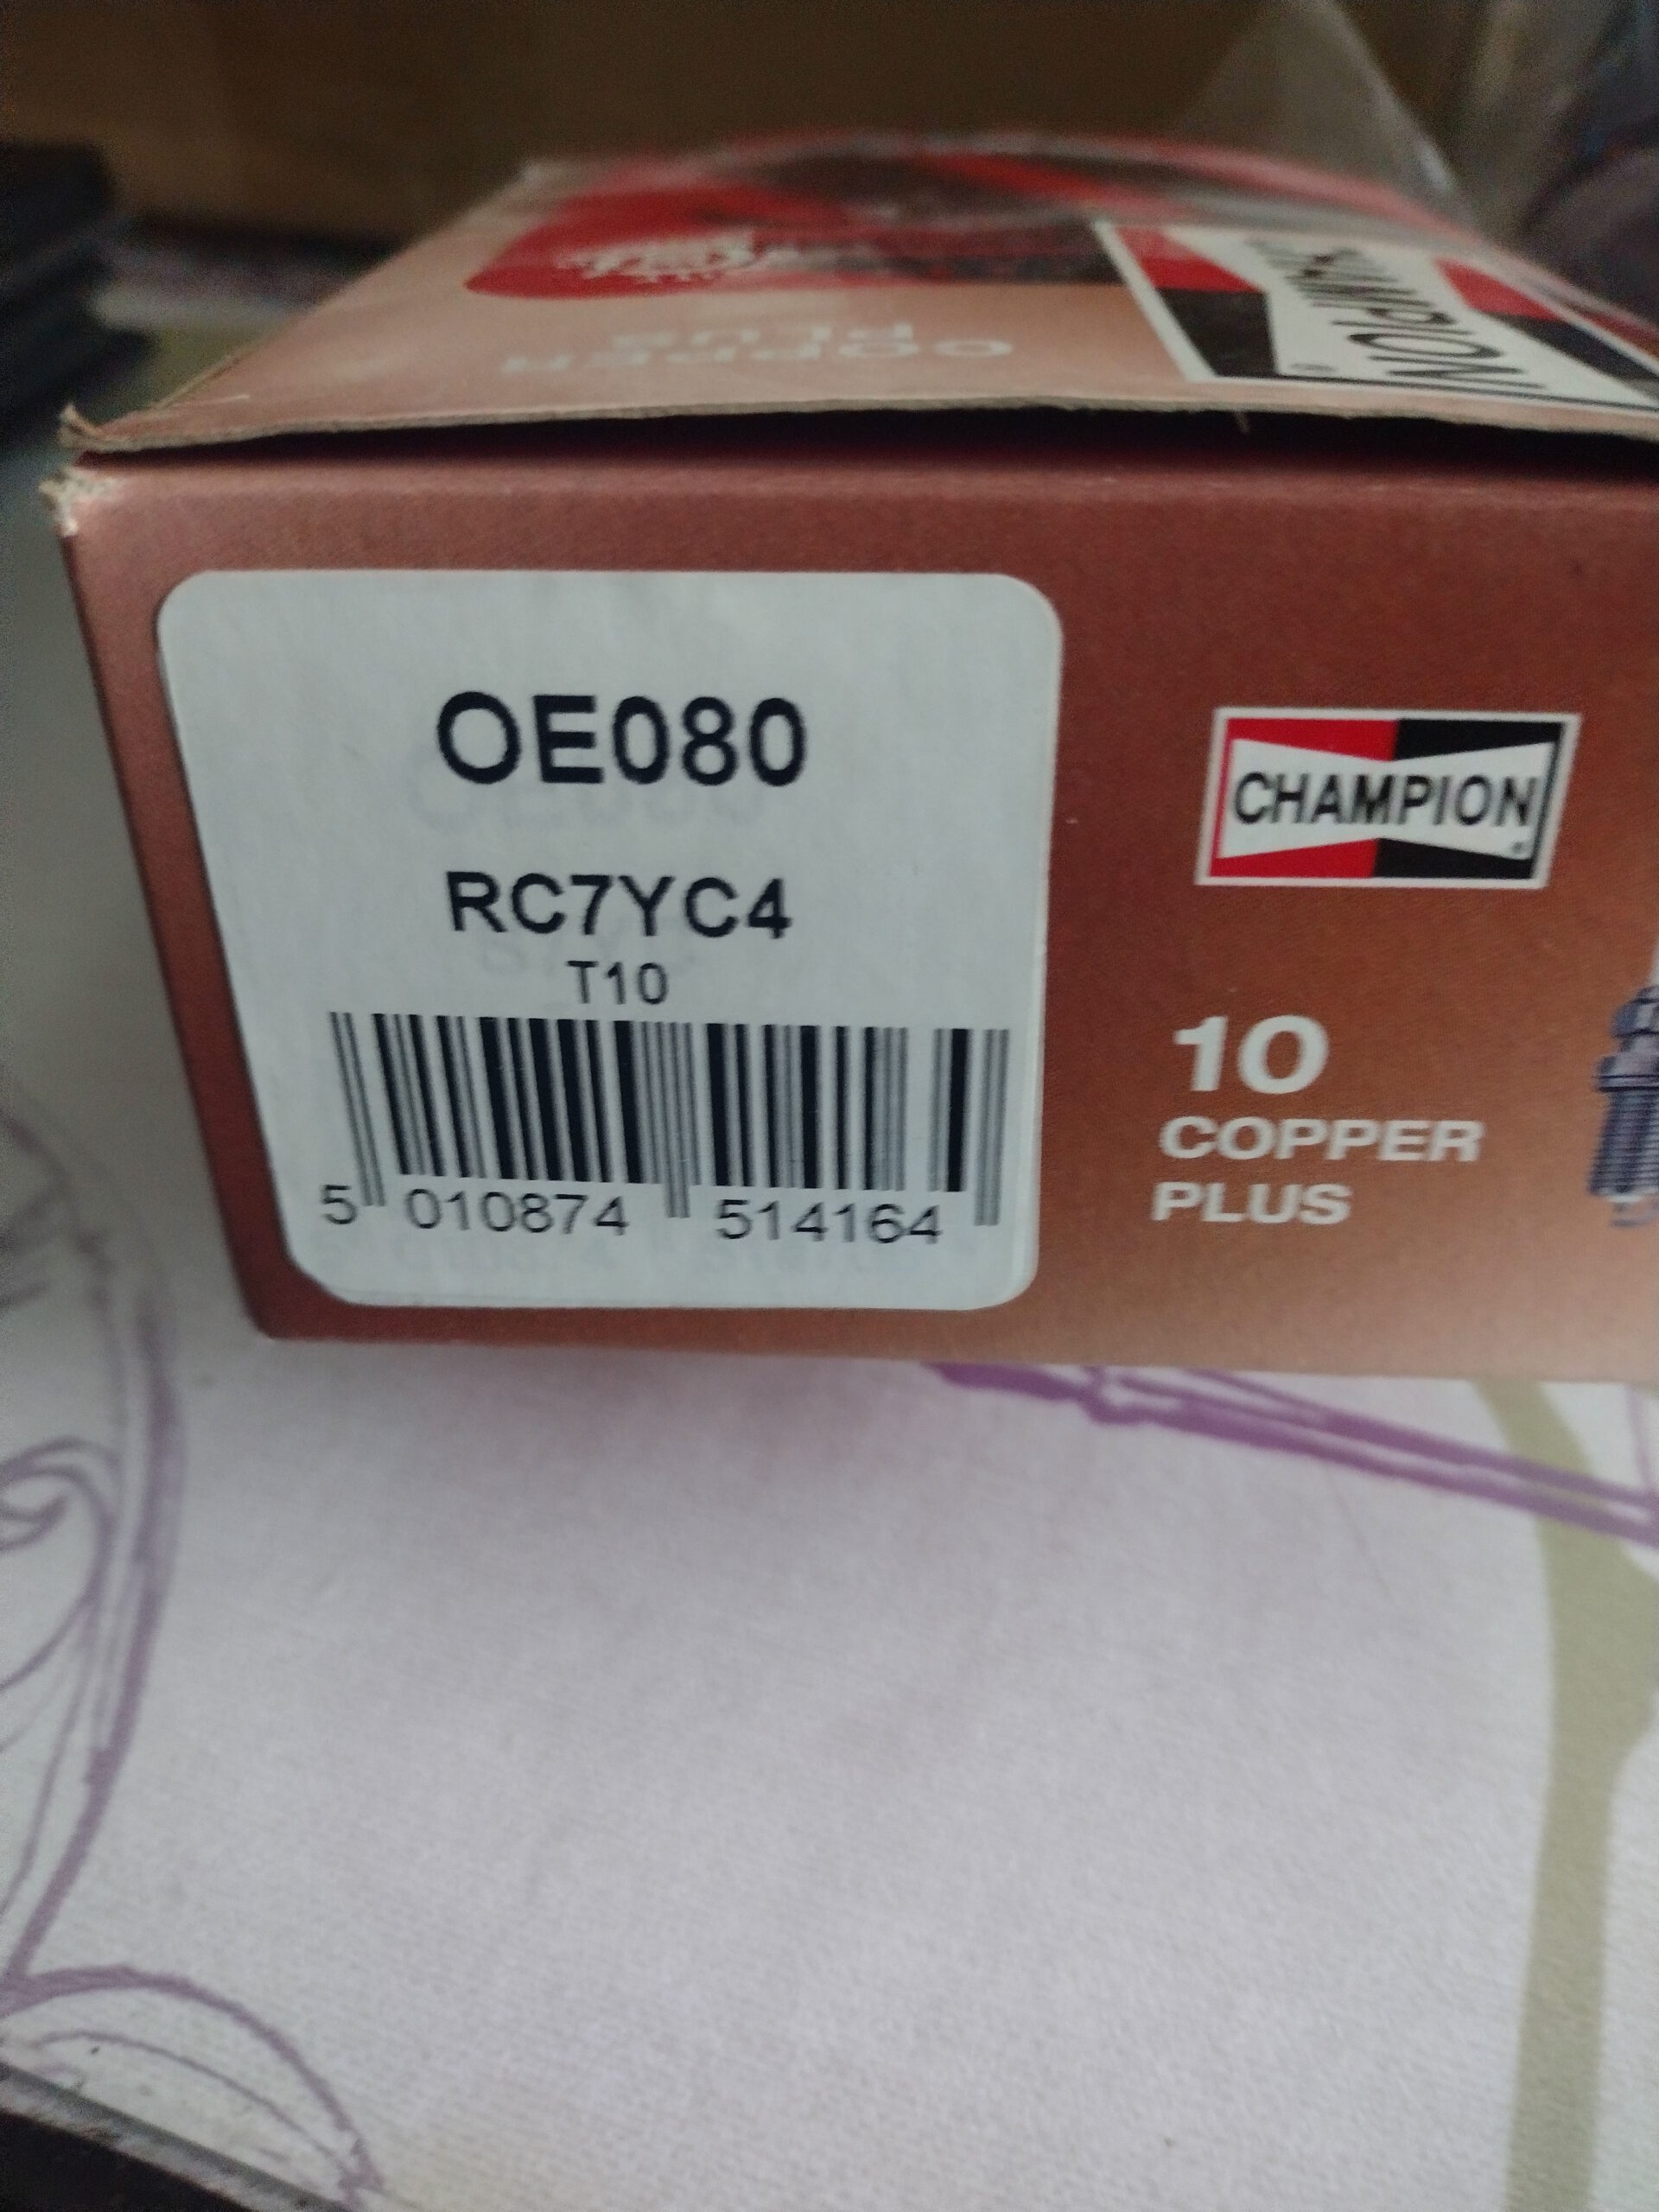 CHAMPION
COPPER
PLUS
OE080
RC7YC4
T10
5 010874 514164
CHAMPION
10
COPPER
PLUS